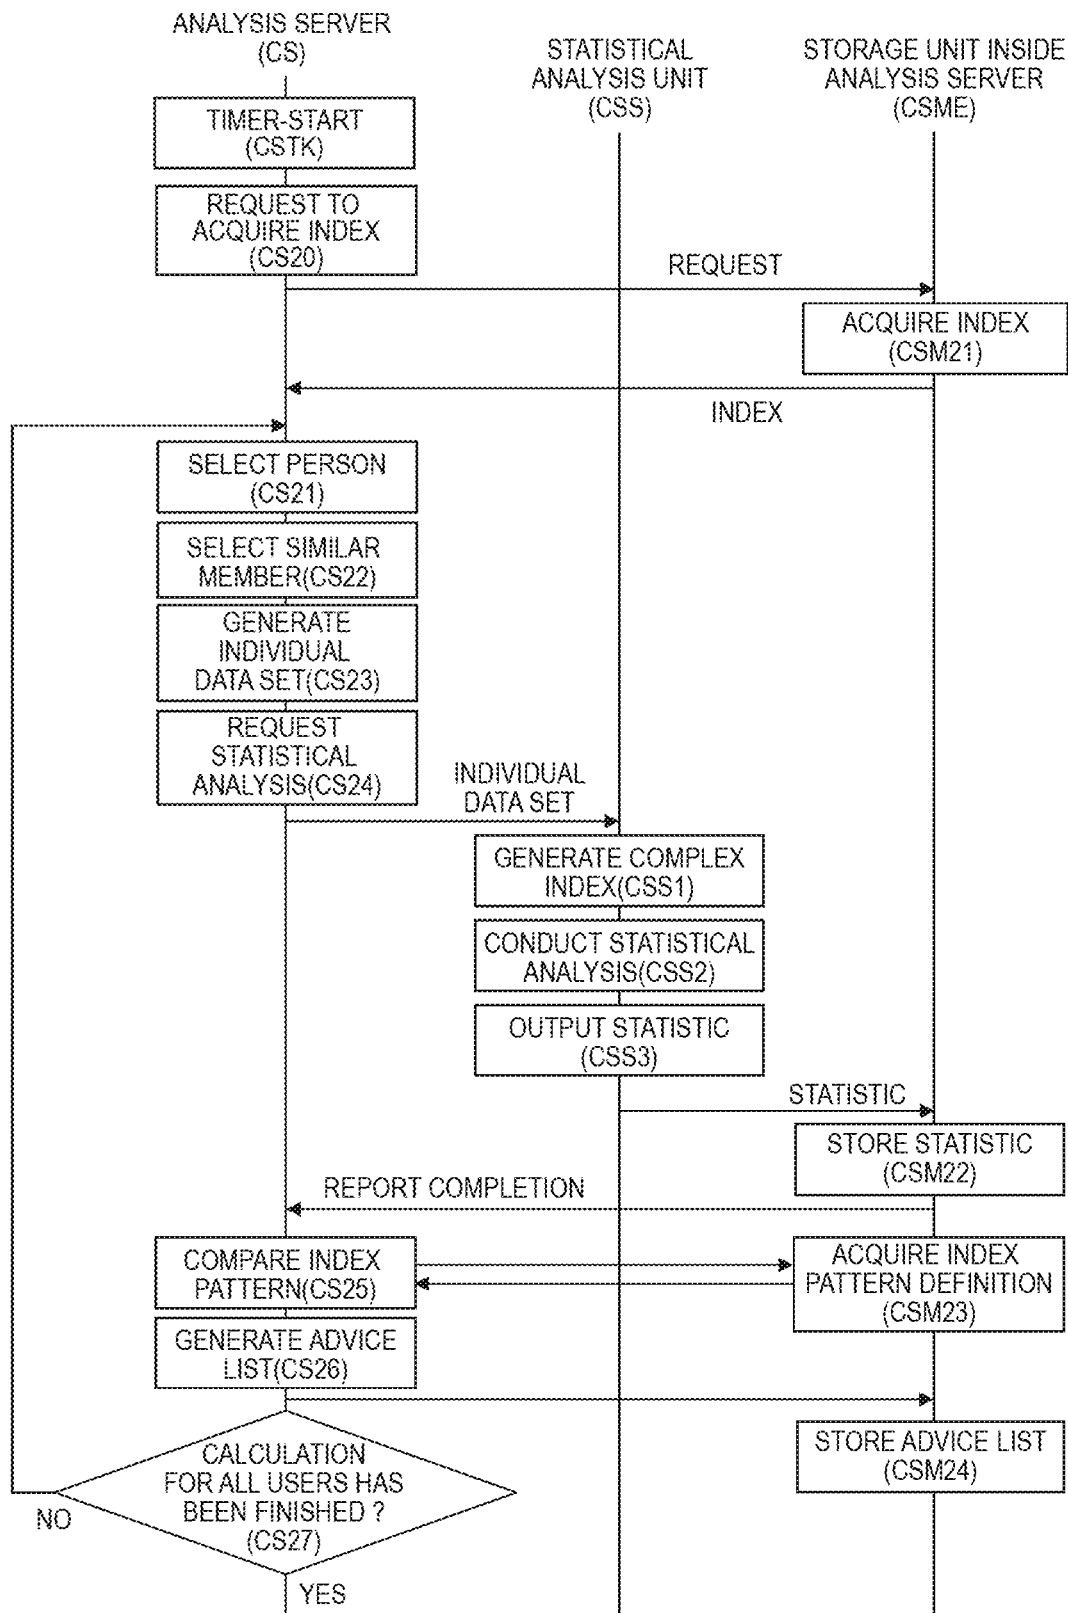 ANALYSIS SERVER
(CS)
STATISTICAL
ANALYSIS UNIT
(CSS)
STORAGE UNIT INSIDE
ANALYSIS SERVER
(CSME)
TIMER-START
(CSTK)
REQUEST TO
ACQUIRE INDEX
(CS20)
REQUEST
ACQUIRE INDEX
(CSM21)
INDEX
SELECT PERSON
(CS21)
SELECT SIMILAR
MEMBER(CS22)
GENERATE
INDIVIDUAL
DATA SET(CS23)
REQUEST
STATISTICAL
ANALYSIS(CS24)
INDIVIDUAL
DATA SET
GENERATE COMPLEX
INDEX(CSS1)
CONDUCT STATISTICAL
ANALYSIS(CSS2)
OUTPUT STATISTIC
(CSS3)
STATISTIC
STORE STATISTIC
(CSM22)
REPORT COMPLETION
COMPARE INDEX
PATTERN(CS25)
ACQUIRE INDEX
PATTERN DEFINITION
(CSM23)
GENERATE ADVICE
LIST(CS26)
STORE ADVICE LIST
(CSM24)
CALCULATION
FOR ALL USERS HAS
BEEN FINISHED ?
(CS27)
NO
YES